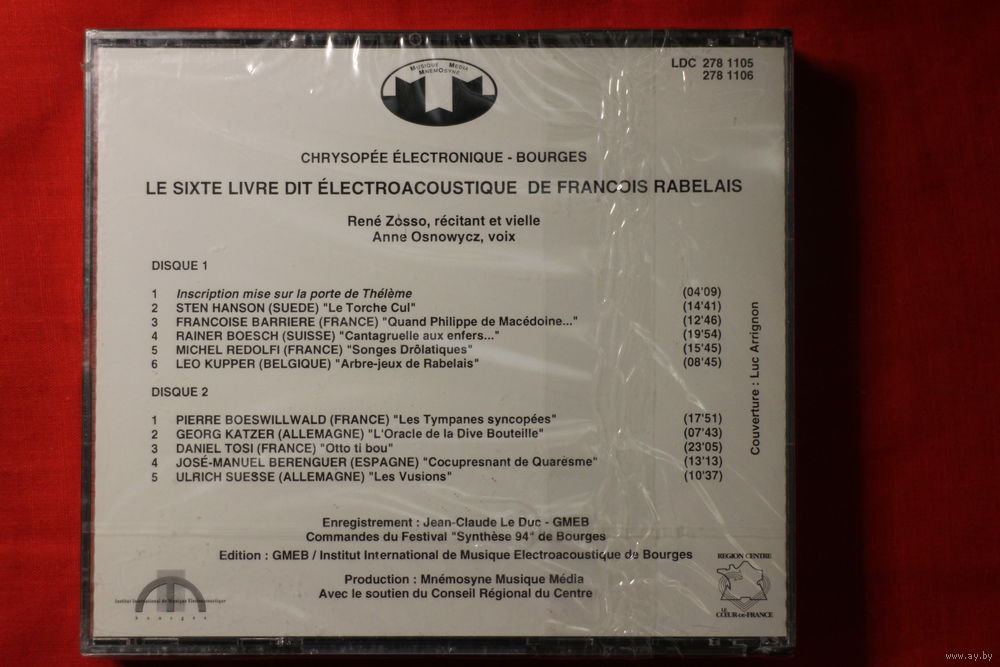 MUSIQUE MEDIA
MNEMOSYNE
LDC 278 1105
278 1106
CHRYSOPÉE ÉLECTRONIQUE - BOURGES
LE SIXTE LIVRE DIT ÉLECTROACOUSTIQUE DE FRANCOIS RABELAIS
René Zosso, récitant et vielle
Anne Osnowycz, voix
DISQUE 1
1 Inscription mise sur la porte de Thélème (04'09)
2 STEN HANSON (SUEDE) "Le Torche Cul" (14'41)
3 FRANCOISE BARRIERE (FRANCE) "Quand Philippe de Macédoine..." (12'46)
4 RAINER BOESCH (SUISSE) "Cantagruelle aux enfers..." (19'54)
5 MICHEL REDOLFI (FRANCE) "Songes Drôlatiques" (15'45)
6 LEO KUPPER (BELGIQUE) "Arbre-jeux de Rabelais" (08'45)
DISQUE 2
1 PIERRE BOESWILLWALD (FRANCE) "Les Tympanes syncopées" (17'51)
2 GEORG KATZER (ALLEMAGNE) "L'Oracle de la Dive Bouteille" (07'43)
3 DANIEL TOSI (FRANCE) "Otto ti bou" (23'05)
4 JOSÉ-MANUEL BERENGUER (ESPAGNE) "Cocupresnant de Quaresme" (13'13)
5 ULRICH SUESSE (ALLEMAGNE) "Les Vusions" (10'37)
Couverture : Luc Arrignon
Enregistrement : Jean-Claude Le Duc - GMEB
Commandes du Festival "Synthèse 94" de Bourges
Edition : GMEB / Institut International de Musique Electroacoustique de Bourges
Production : Mnémosyne Musique Média
Avec le soutien du Conseil Régional du Centre
Institut International de Musique Electroacoustique
Bourges
REGION CENTRE
LE
CŒUR-DE-FRANCE
www.ay.by